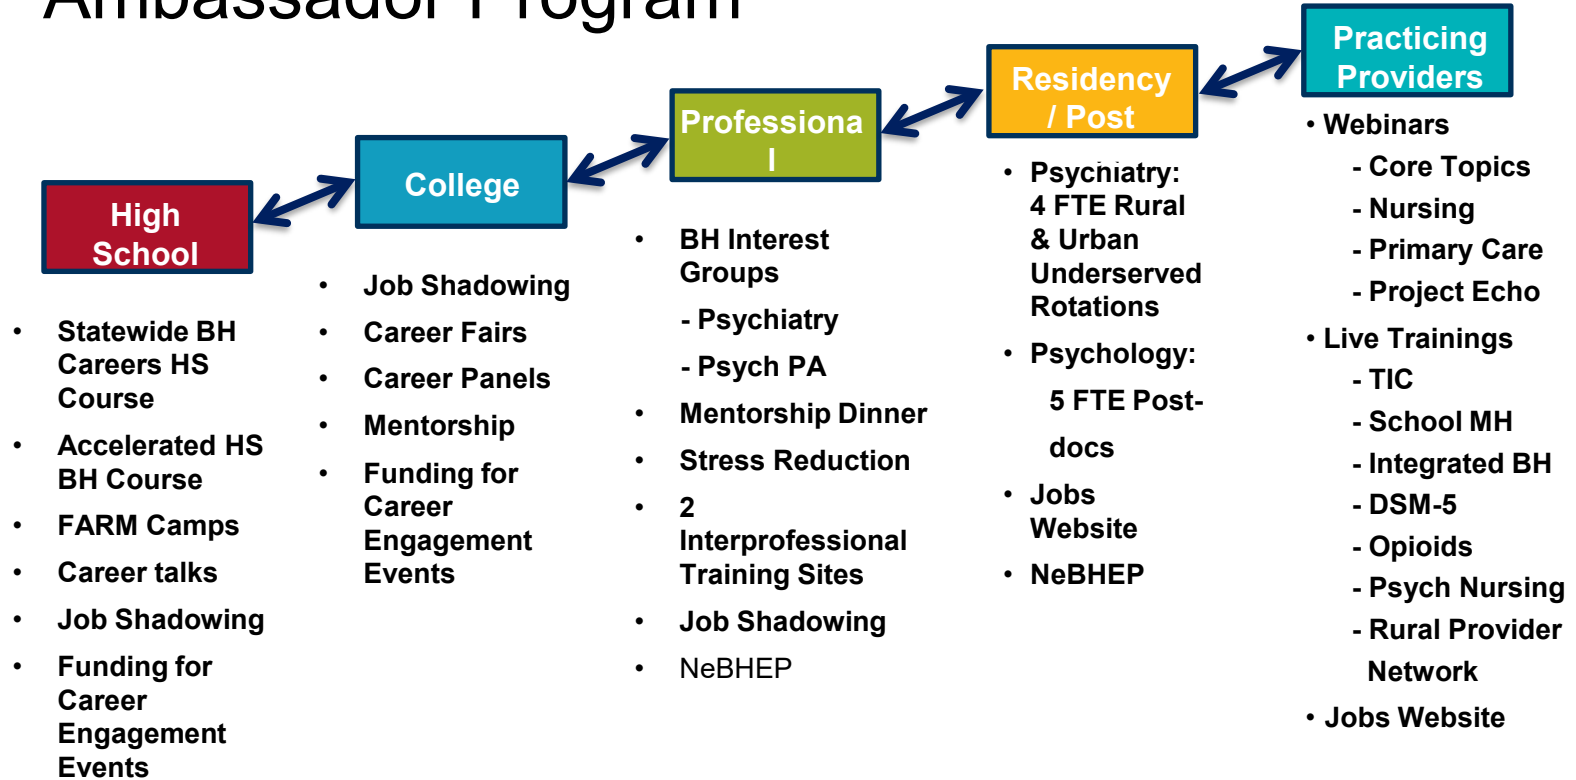 Ambassador Program
High
School
• Statewide BH
Careers HS
Course
• Accelerated HS
BH Course
• FARM Camps
• Career talks
• Job Shadowing
• Funding for
Career
Engagement
Events
College
• Job Shadowing
• Career Fairs
• Career Panels
• Mentorship
• Funding for
Career
Engagement
Events
Professiona
l
• BH Interest
Groups
- Psychiatry
- Psych PA
• Mentorship Dinner
• Stress Reduction
• 2
Interprofessional
Training Sites
• Job Shadowing
• NeBHEP
Residency
/ Post
• Psychiatry:
4 FTE Rural
& Urban
Underserved
Rotations
• Psychology:
5 FTE Post-
docs
• Jobs
Website
• NeBHEP
Practicing
Providers
• Webinars
- Core Topics
- Nursing
- Primary Care
- Project Echo
• Live Trainings
- TIC
- School MH
- Integrated BH
- DSM-5
- Opioids
- Psych Nursing
- Rural Provider
Network
• Jobs Website